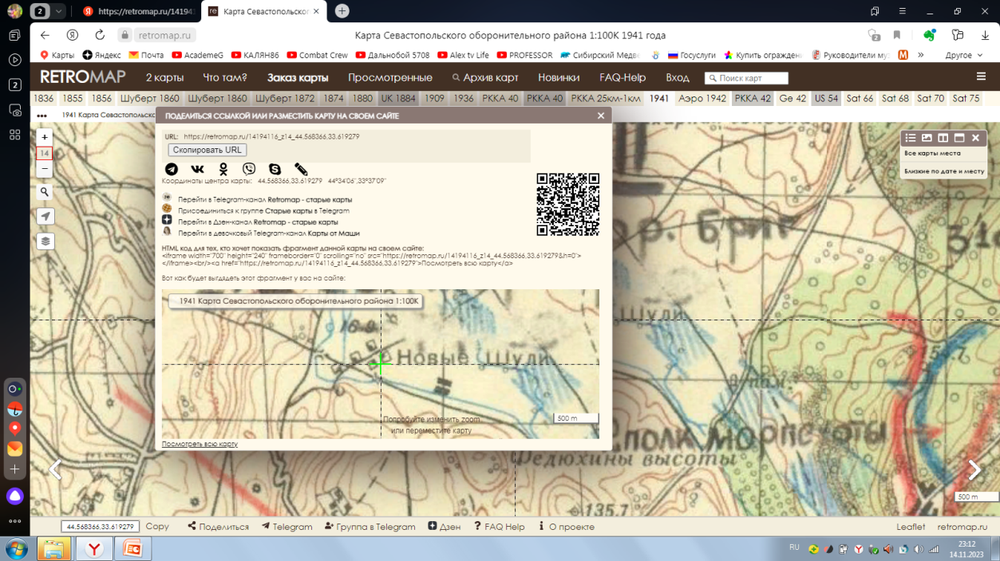 2
https://retromap.ru/14194
Карта Севастопольског
retromap.ru
Карта Севастопольского оборонительного района 1:100K 1941 года
2
Карты
Яндекс
Почта
AcademeG
КАЛЯН86
Combat Crew
Дальнобой 5708
Alex tv Life
PROFESSOR
Сибирский Медве
Госуслуги
Купить огражден
Руководители му
»
Другое
RETROMAP
2 карты
Что там?
Заказ карты
Просмотренные
Архив карт
Новинки
FAQ-Help
Вход
Поиск карт
1836
1855
1856
Шуберт 1860
Шуберт 1860
Шуберт 1872
1874
1880
UK 1884
1909
1936
РККА 40
РККА 40
РККА 25км-1км
1941
Аэро 1942
РККА 42
Ge 42
US 54
Sat 66
Sat 68
Sat 70
Sat 75
1941 Карта Севастопольско
ПОДЕЛИТЬСЯ ССЫЛКОЙ ИЛИ РАЗМЕСТИТЬ КАРТУ НА СВОЕМ САЙТЕ
URL: https://retromap.ru/14194116_z14_44.568366,33.619279
Скопировать URL
Координаты центра карты: 44.568366,33.619279 44°34'06",33°37'09"
Перейти в Telegram-канал Retromap - старые карты
Присоединиться к группе Старые карты в Telegram
Перейти в Дзен-канал Retromap - старые карты
Перейти в девочковый Telegram-канал Карты от Маши
HTML код для тех, кто хочет показать фрагмент данной карты на своем сайте:
<iframe width="700" height="240" frameborder="0" scrolling="no" src="https://retromap.ru/14194116_z14_44.568366,33.619279&h=0">
</iframe><br/><a href="https://retromap.ru/14194116_z14_44.568366,33.619279">Посмотреть всю карту</a>
Вот как будет выгдядеть этот фрагмент у вас на сайте:
1941 Карта Севастопольского оборонительного района 1:100K
16.9
Новые Шули
Попробуйте изменить zoom
или переместите карту
500 m
Посмотреть всю карту
+
14
−
Все карты места
Близкие по дате и месту
р. бриг
Шули
полк морпехоты
Федюхины высоты
135.7
500 m
44.568366,33.619279
Copy
Поделиться
Telegram
Группа в Telegram
Дзен
FAQ Help
О проекте
Leaflet
retromap.ru
RU
23:12
14.11.2023